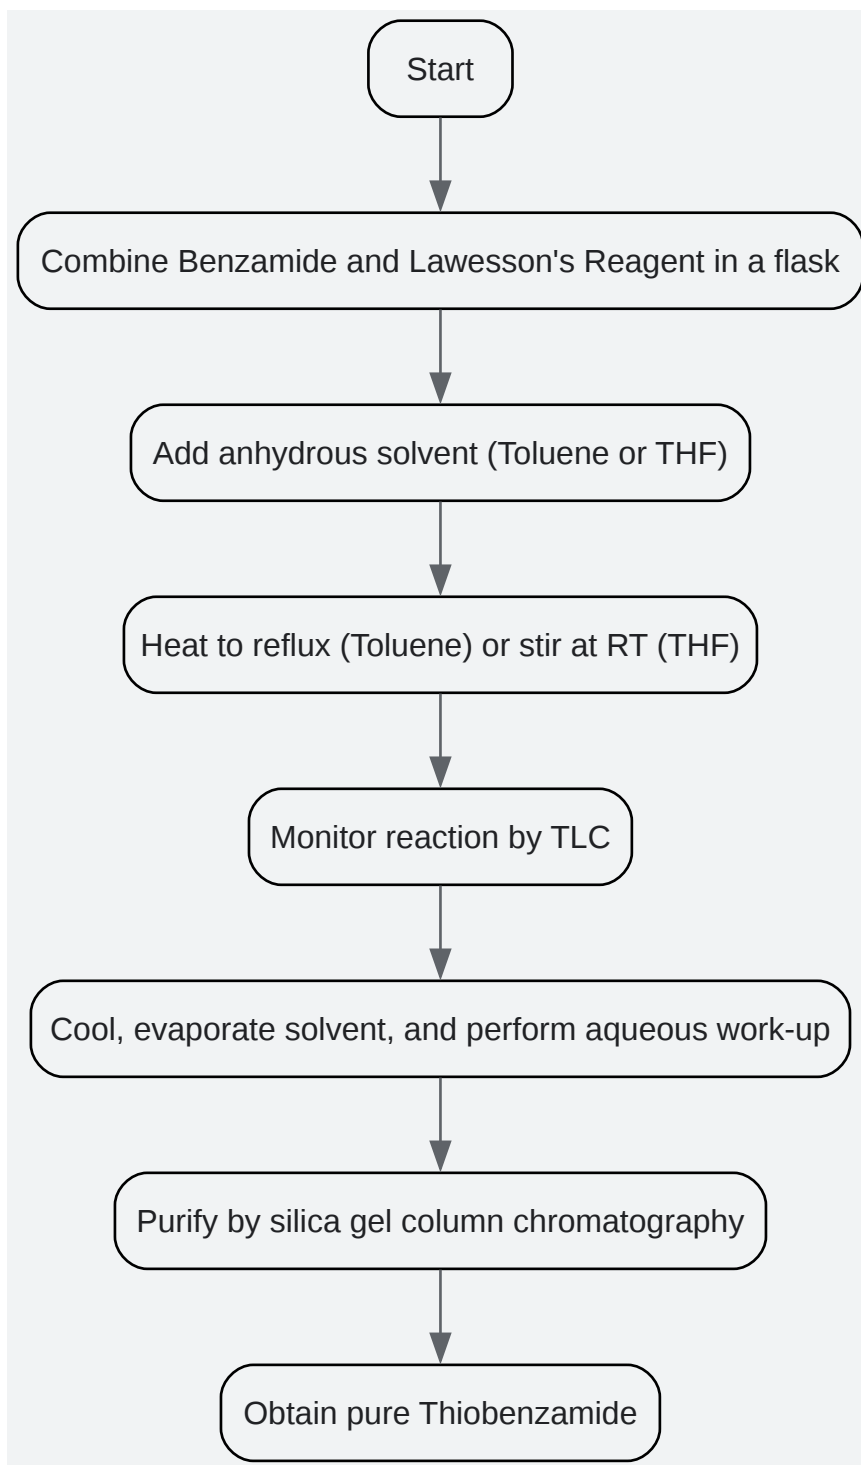 Start
Combine Benzamide and Lawesson's Reagent in a flask
Add anhydrous solvent (Toluene or THF)
Heat to reflux (Toluene) or stir at RT (THF)
Monitor reaction by TLC
Cool, evaporate solvent, and perform aqueous work-up
Purify by silica gel column chromatography
Obtain pure Thiobenzamide